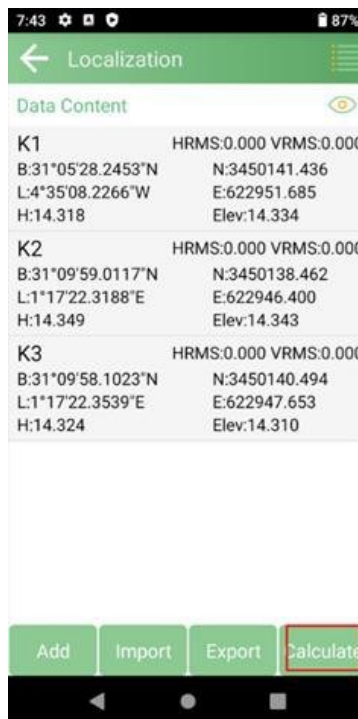 7:43 87%
Localization
Data Content
K1 HRMS:0.000 VRMS:0.000
B:31°05'28.2453"N N:3450141.436
L:4°35'08.2266"W E:622951.685
H:14.318 Elev:14.334
K2 HRMS:0.000 VRMS:0.000
B:31°09'59.0117"N N:3450138.462
L:1°17'22.3188"E E:622946.400
H:14.349 Elev:14.343
K3 HRMS:0.000 VRMS:0.000
B:31°09'58.1023"N N:3450140.494
L:1°17'22.3539"E E:622947.653
H:14.324 Elev:14.310
Add Import Export Calculate